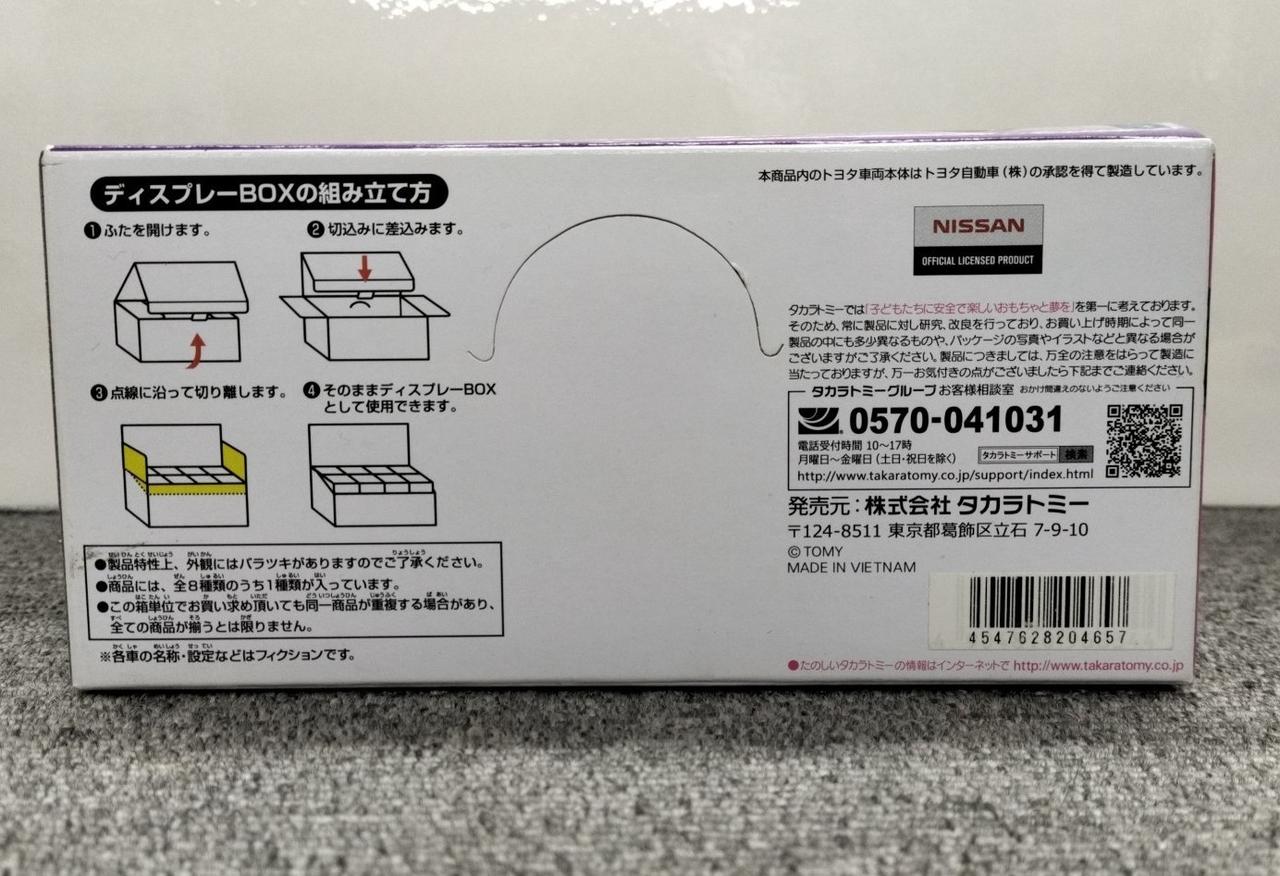 ディスプレーBOXの組み立て方
❶ふたを開けます。
❷切込みに差込みます。
❸点線に沿って切り離します。
❹そのままディスプレーBOX
として使用できます。
●製品特性上、外観にはバラツキがありますのでご了承ください。
●商品には、全8種類のうち1種類が入っています。
●この箱単位でお買い求め頂いても同一商品が重複する場合があり、
全ての商品が揃うとは限りません。
※各車の名称・設定などはフィクションです。
本商品内のトヨタ車両本体はトヨタ自動車(株)の承認を得て製造しています。
NISSAN
OFFICIAL LICENSED PRODUCT
タカラトミーでは「子どもたちに安全で楽しいおもちゃと夢を」を第一に考えております。
そのため、常に製品に対し研究、改良を行っており、お買い上げ時期によって同一
製品の中にも多少異なるものや、パッケージの写真やイラストなどと異なる場合が
ございますがご了承ください。製品につきましては、万全の注意をはらって製造に
当たっておりますが、万一お気付きの点がございましたら下記までご連絡ください。
タカラトミーグループお客様相談室 おかけ間違えのないようご注意ください
0570-041031
電話受付時間 10〜17時
月曜日〜金曜日(土日・祝日を除く)
タカラトミーサポート 検索
http://www.takaratomy.co.jp/support/index.html
発売元:株式会社 タカラトミー
〒124-8511 東京都葛飾区立石 7-9-10
© TOMY
MADE IN VIETNAM
4547628204657
●たのしいタカラトミーの情報はインターネットで http://www.takaratomy.co.jp